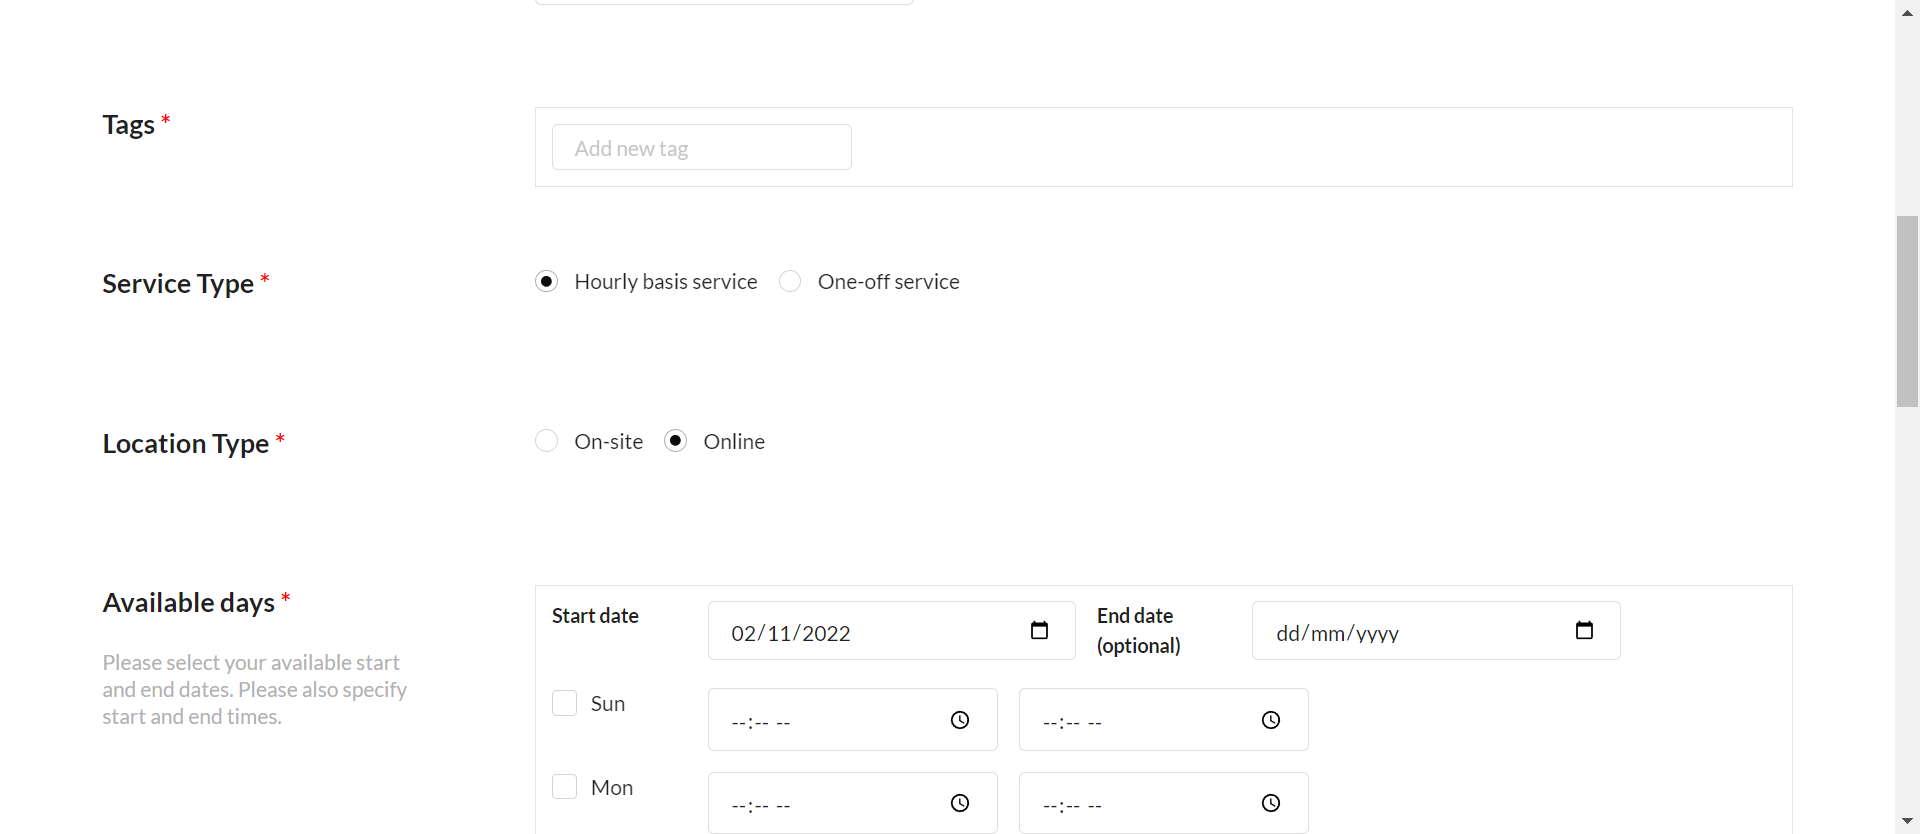 Tags *
Add new tag
Service Type *
Hourly basis service One-off service
Location Type *
On-site Online
Available days *
Please select your available start
and end dates. Please also specify
start and end times.
Start date 02/11/2022 End date
(optional) dd/mm/yyyy
Sun --:-- -- --:-- --
Mon --:-- -- --:-- --